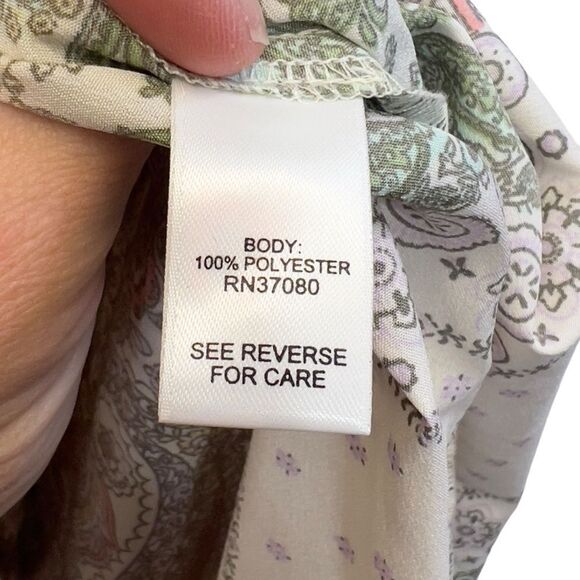 BODY:
100% POLYESTER
RN37080
SEE REVERSE
FOR CARE